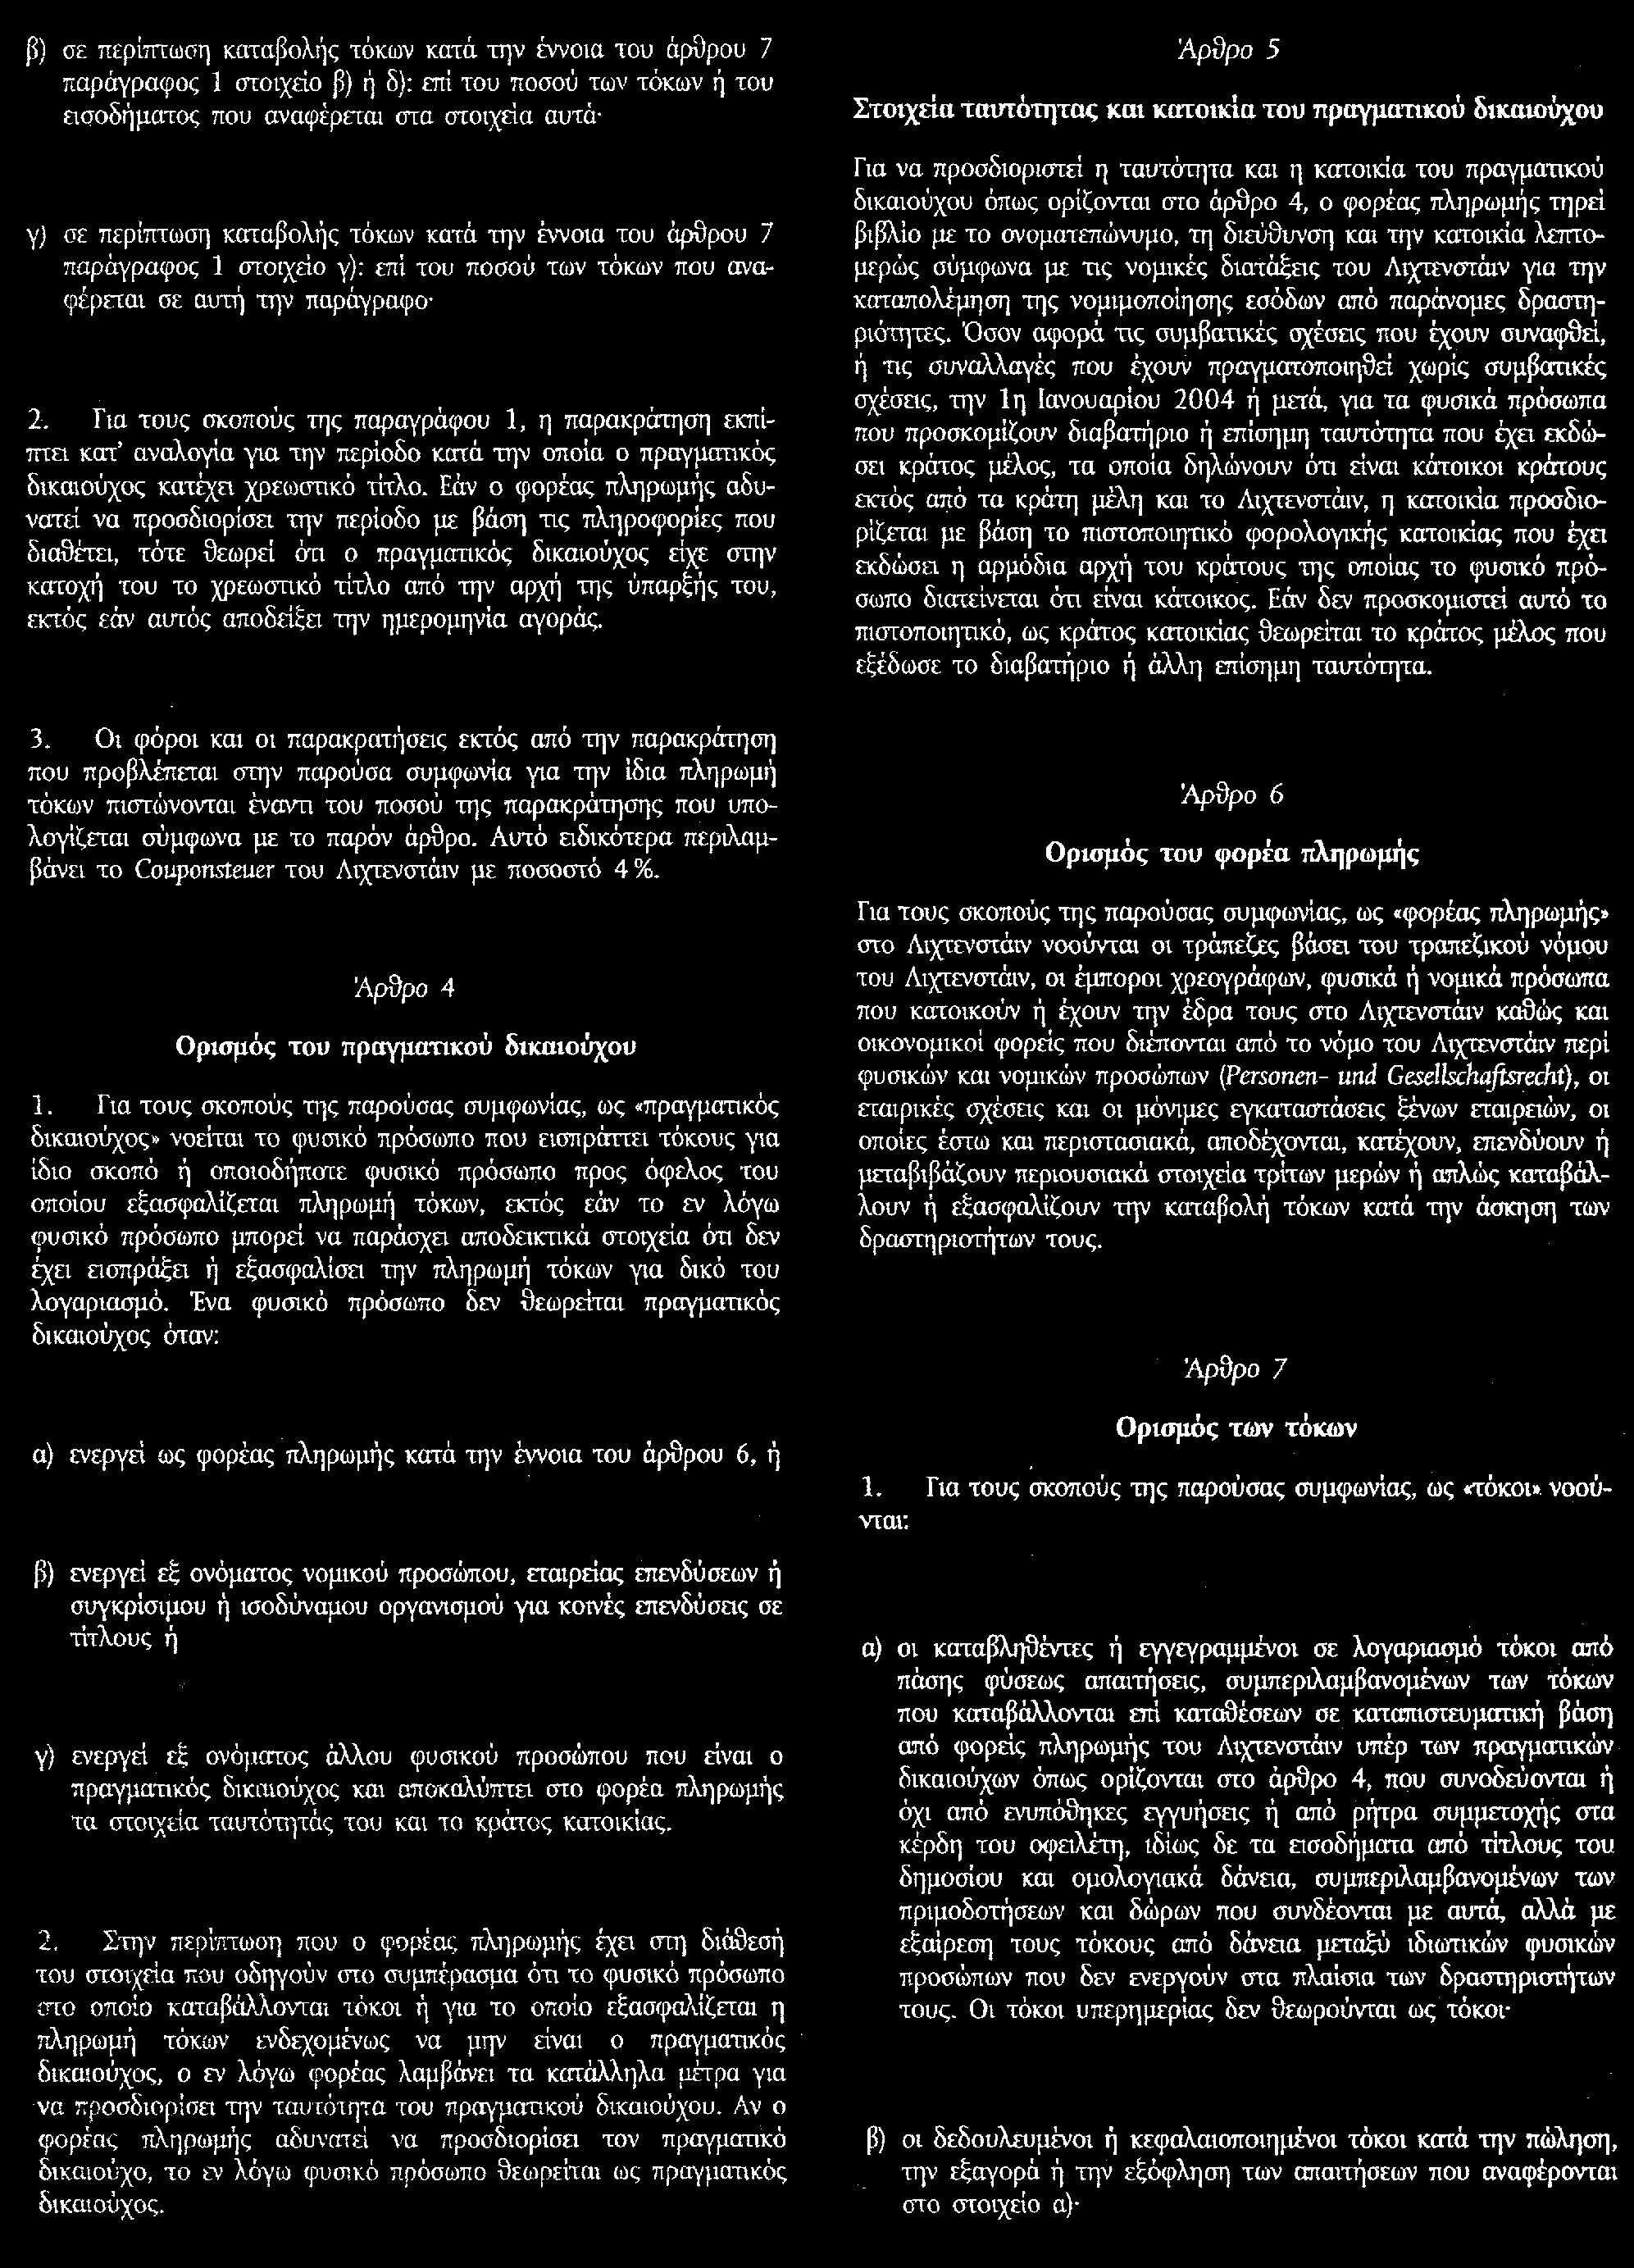 β) σε περίπτωση καταβολής τόκων κατά την έννοια του άρθρου 7
παράγραφος 1 στοιχείο β) ή δ): επί του ποσού των τόκων ή του
εισοδήματος που αναφέρεται στα στοιχεία αυτά·
γ) σε περίπτωση καταβολής τόκων κατά την έννοια του άρθρου 7
παράγραφος 1 στοιχείο γ): επί του ποσού των τόκων που ανα-
φέρεται σε αυτή την παράγραφο·
2. Για τους σκοπούς της παραγράφου 1, η παρακράτηση εκπί-
πτει κατ’ αναλογία για την περίοδο κατά την οποία ο πραγματικός
δικαιούχος κατέχει χρεωστικό τίτλο. Εάν ο φορέας πληρωμής αδυ-
νατεί να προσδιορίσει την περίοδο με βάση τις πληροφορίες που
διαθέτει, τότε θεωρεί ότι ο πραγματικός δικαιούχος είχε στην
κατοχή του το χρεωστικό τίτλο από την αρχή της ύπαρξής του,
εκτός εάν αυτός αποδείξει την ημερομηνία αγοράς.
3. Οι φόροι και οι παρακρατήσεις εκτός από την παρακράτηση
που προβλέπεται στην παρούσα συμφωνία για την ίδια πληρωμή
τόκων πιστώνονται έναντι του ποσού της παρακράτησης που υπο-
λογίζεται σύμφωνα με το παρόν άρθρο. Αυτό ειδικότερα περιλαμ-
βάνει το Couponsteuer του Λιχτενστάιν με ποσοστό 4 %.
Άρθρο 4
Ορισμός του πραγματικού δικαιούχου
1. Για τους σκοπούς της παρούσας συμφωνίας, ως «πραγματικός
δικαιούχος» νοείται το φυσικό πρόσωπο που εισπράττει τόκους για
ίδιο σκοπό ή οποιοδήποτε φυσικό πρόσωπο προς όφελος του
οποίου εξασφαλίζεται πληρωμή τόκων, εκτός εάν το εν λόγω
φυσικό πρόσωπο μπορεί να παράσχει αποδεικτικά στοιχεία ότι δεν
έχει εισπράξει ή εξασφαλίσει την πληρωμή τόκων για δικό του
λογαριασμό. Ένα φυσικό πρόσωπο δεν θεωρείται πραγματικός
δικαιούχος όταν:
α) ενεργεί ως φορέας πληρωμής κατά την έννοια του άρθρου 6, ή
β) ενεργεί εξ ονόματος νομικού προσώπου, εταιρείας επενδύσεων ή
συγκρίσιμου ή ισοδύναμου οργανισμού για κοινές επενδύσεις σε
τίτλους ή
γ) ενεργεί εξ ονόματος άλλου φυσικού προσώπου που είναι ο
πραγματικός δικαιούχος και αποκαλύπτει στο φορέα πληρωμής
τα στοιχεία ταυτότητάς του και το κράτος κατοικίας.
2. Στην περίπτωση που ο φορέας πληρωμής έχει στη διάθεσή
του στοιχεία που οδηγούν στο συμπέρασμα ότι το φυσικό πρόσωπο
στο οποίο καταβάλλονται τόκοι ή για το οποίο εξασφαλίζεται η
πληρωμή τόκων ενδεχομένως να μην είναι ο πραγματικός
δικαιούχος, ο εν λόγω φορέας λαμβάνει τα κατάλληλα μέτρα για
να προσδιορίσει την ταυτότητα του πραγματικού δικαιούχου. Αν ο
φορέας πληρωμής αδυνατεί να προσδιορίσει τον πραγματικό
δικαιούχο, το εν λόγω φυσικό πρόσωπο θεωρείται ως πραγματικός
δικαιούχος.
Άρθρο 5
Στοιχεία ταυτότητας και κατοικία του πραγματικού δικαιούχου
Για να προσδιοριστεί η ταυτότητα και η κατοικία του πραγματικού
δικαιούχου όπως ορίζονται στο άρθρο 4, ο φορέας πληρωμής τηρεί
βιβλίο με το ονοματεπώνυμο, τη διεύθυνση και την κατοικία λεπτο-
μερώς σύμφωνα με τις νομικές διατάξεις του Λιχτενστάιν για την
καταπολέμηση της νομιμοποίησης εσόδων από παράνομες δραστη-
ριότητες. Όσον αφορά τις συμβατικές σχέσεις που έχουν συναφθεί,
ή τις συναλλαγές που έχουν πραγματοποιηθεί χωρίς συμβατικές
σχέσεις, την 1η Ιανουαρίου 2004 ή μετά, για τα φυσικά πρόσωπα
που προσκομίζουν διαβατήριο ή επίσημη ταυτότητα που έχει εκδώ-
σει κράτος μέλος, τα οποία δηλώνουν ότι είναι κάτοικοι κράτους
εκτός από τα κράτη μέλη και το Λιχτενστάιν, η κατοικία προσδιο-
ρίζεται με βάση το πιστοποιητικό φορολογικής κατοικίας που έχει
εκδώσει η αρμόδια αρχή του κράτους της οποίας το φυσικό πρό-
σωπο διατείνεται ότι είναι κάτοικος. Εάν δεν προσκομιστεί αυτό το
πιστοποιητικό, ως κράτος κατοικίας θεωρείται το κράτος μέλος που
εξέδωσε το διαβατήριο ή άλλη επίσημη ταυτότητα.
Άρθρο 6
Ορισμός του φορέα πληρωμής
Για τους σκοπούς της παρούσας συμφωνίας, ως «φορέας πληρωμής»
στο Λιχτενστάιν νοούνται οι τράπεζες βάσει του τραπεζικού νόμου
του Λιχτενστάιν, οι έμποροι χρεογράφων, φυσικά ή νομικά πρόσωπα
που κατοικούν ή έχουν την έδρα τους στο Λιχτενστάιν καθώς και
οικονομικοί φορείς που διέπονται από το νόμο του Λιχτενστάιν περί
φυσικών και νομικών προσώπων (Personen- und Gesellschaftsrecht), οι
εταιρικές σχέσεις και οι μόνιμες εγκαταστάσεις ξένων εταιρειών, οι
οποίες έστω και περιστασιακά, αποδέχονται, κατέχουν, επενδύουν ή
μεταβιβάζουν περιουσιακά στοιχεία τρίτων μερών ή απλώς καταβάλ-
λουν ή εξασφαλίζουν την καταβολή τόκων κατά την άσκηση των
δραστηριοτήτων τους.
Άρθρο 7
Ορισμός των τόκων
1. Για τους σκοπούς της παρούσας συμφωνίας, ως «τόκοι» νοού-
νται:
α) οι καταβληθέντες ή εγγεγραμμένοι σε λογαριασμό τόκοι από
πάσης φύσεως απαιτήσεις, συμπεριλαμβανομένων των τόκων
που καταβάλλονται επί καταθέσεων σε καταπιστευματική βάση
από φορείς πληρωμής του Λιχτενστάιν υπέρ των πραγματικών
δικαιούχων όπως ορίζονται στο άρθρο 4, που συνοδεύονται ή
όχι από ενυπόθηκες εγγυήσεις ή από ρήτρα συμμετοχής στα
κέρδη του οφειλέτη, ιδίως δε τα εισοδήματα από τίτλους του
δημοσίου και ομολογιακά δάνεια, συμπεριλαμβανομένων των
πριμοδοτήσεων και δώρων που συνδέονται με αυτά, αλλά με
εξαίρεση τους τόκους από δάνεια μεταξύ ιδιωτικών φυσικών
προσώπων που δεν ενεργούν στα πλαίσια των δραστηριοτήτων
τους. Οι τόκοι υπερημερίας δεν θεωρούνται ως τόκοι·
β) οι δεδουλευμένοι ή κεφαλαιοποιημένοι τόκοι κατά την πώληση,
την εξαγορά ή την εξόφληση των απαιτήσεων που αναφέρονται
στο στοιχείο α)·